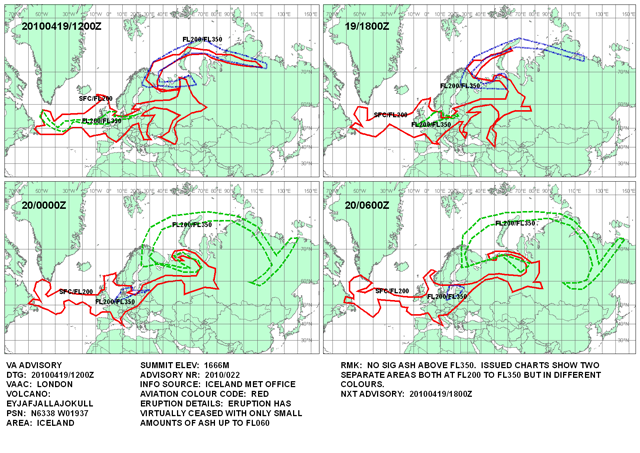 20100419/1200Z
FL200/FL350
SFC/FL200
FL200/FL350
19/1800Z
FL200/FL350
SFC/FL200
FL200/FL350
20/0000Z
FL200/FL350
SFC/FL200
FL200/FL350
20/0600Z
FL200/FL350
SFC/FL200
FL200/FL350
VA ADVISORY
DTG: 20100419/1200Z
VAAC: LONDON
VOLCANO:
EYJAFJALLAJOKULL
PSN: N6338 W01937
AREA: ICELAND
SUMMIT ELEV: 1666M
ADVISORY NR: 2010/022
INFO SOURCE: ICELAND MET OFFICE
AVIATION COLOUR CODE: RED
ERUPTION DETAILS: ERUPTION HAS
VIRTUALLY CEASED WITH ONLY SMALL
AMOUNTS OF ASH UP TO FL060
RMK: NO SIG ASH ABOVE FL350. ISSUED CHARTS SHOW TWO
SEPARATE AREAS BOTH AT FL200 TO FL350 BUT IN DIFFERENT
COLOURS.
NXT ADVISORY: 20100419/1800Z